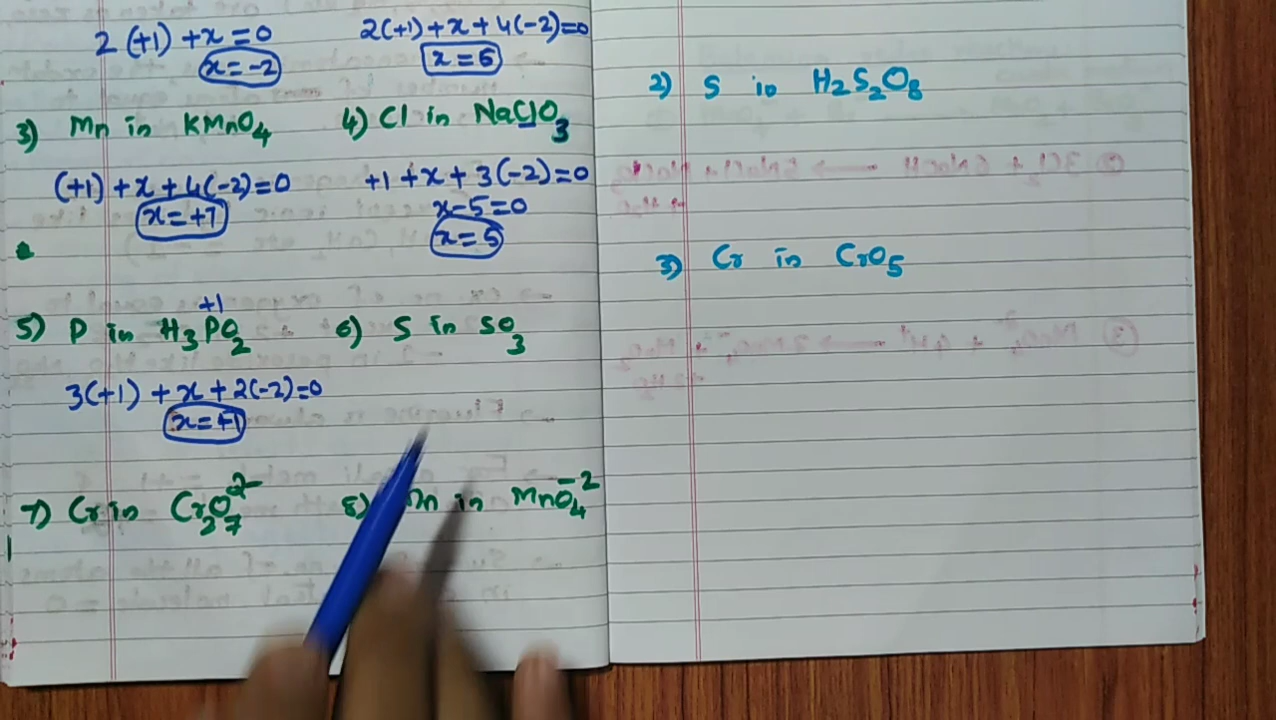 2(+1) +x=0    2(+1)+x+4(-2)=0
x=-2    x=6
3) Mn in KMnO4    4) Cl in NaClO3
(+1)+x+4(-2)=0    +1+x+3(-2)=0
x=+7    x-5=0
x=5
+1
5) P in H3PO2    6) S in SO3
3(+1)+x+2(-2)=0
x=+1
7) Cr in Cr2O7 2-    8) Mn in MnO4 -2
2) S in H2S2O8
3) Cr in CrO5